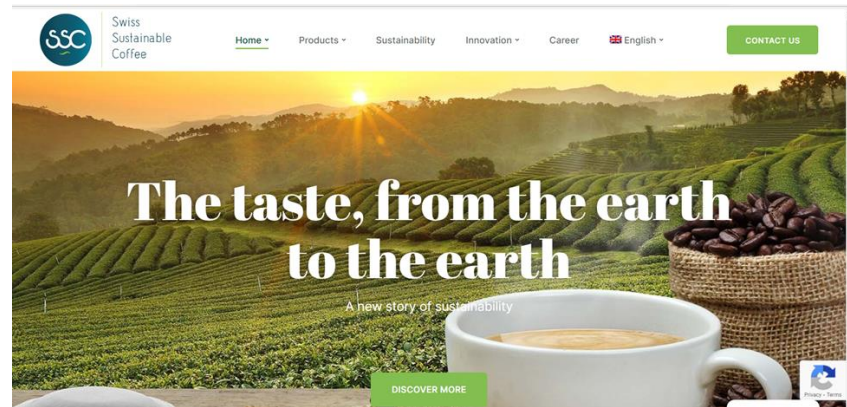 SSC
Swiss
Sustainable
Coffee
Home
Products
Sustainability
Innovation
Career
English
CONTACT US
The taste, from the earth
to the earth
A new story of sustainability
DISCOVER MORE
Privacy - Terms